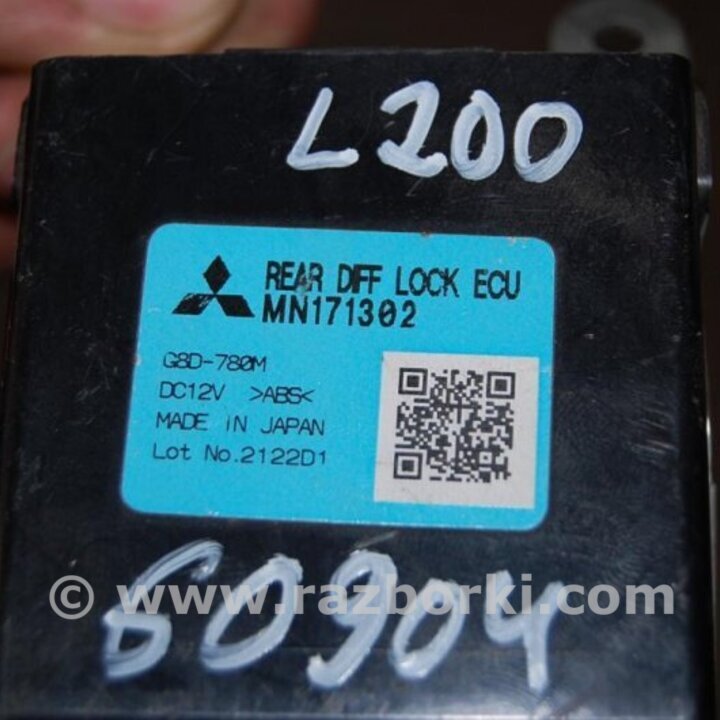 L200
REAR DIFF LOCK ECU
MN171302
G8D-780M
DC12V >ABS<
MADE IN JAPAN
Lot No.2122D1
© www.razborki.com
60904